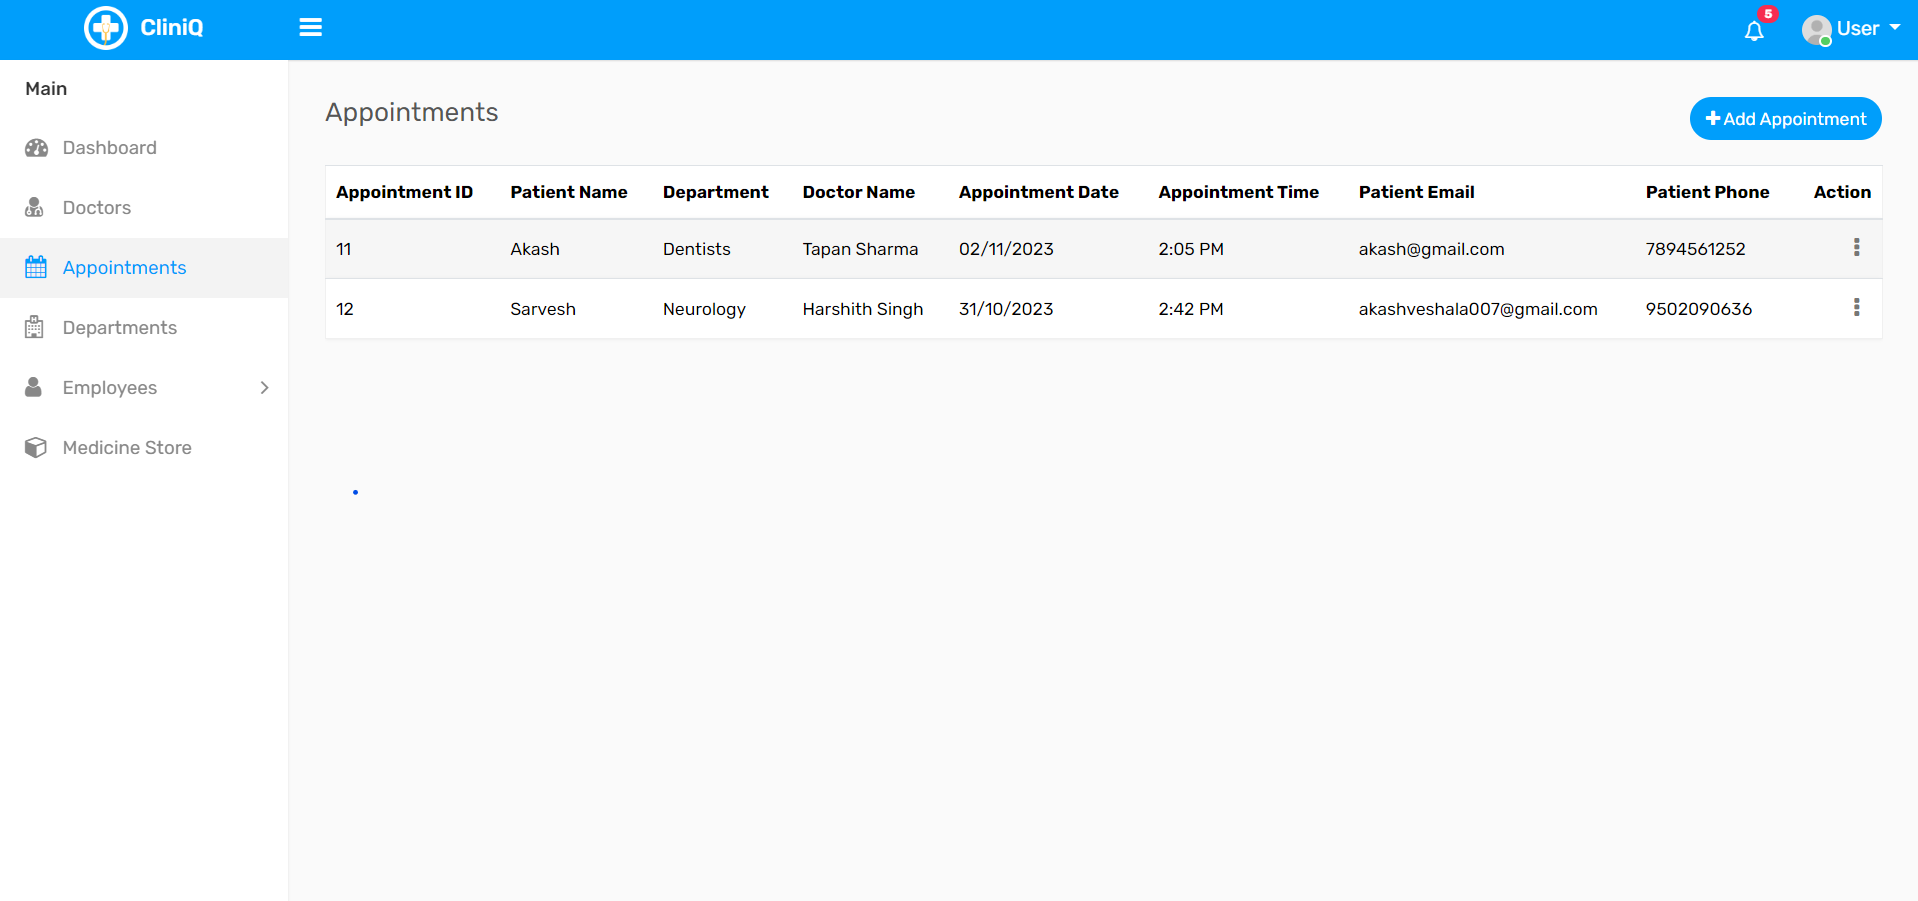 CliniQ
5
User
Main
Dashboard
Doctors
Appointments
Departments
Employees
Medicine Store
Appointments
Add Appointment
Appointment ID Patient Name Department Doctor Name Appointment Date Appointment Time Patient Email Patient Phone Action
11 Akash Dentists Tapan Sharma 02/11/2023 2:05 PM akash@gmail.com 7894561252
12 Sarvesh Neurology Harshith Singh 31/10/2023 2:42 PM akashveshala007@gmail.com 9502090636